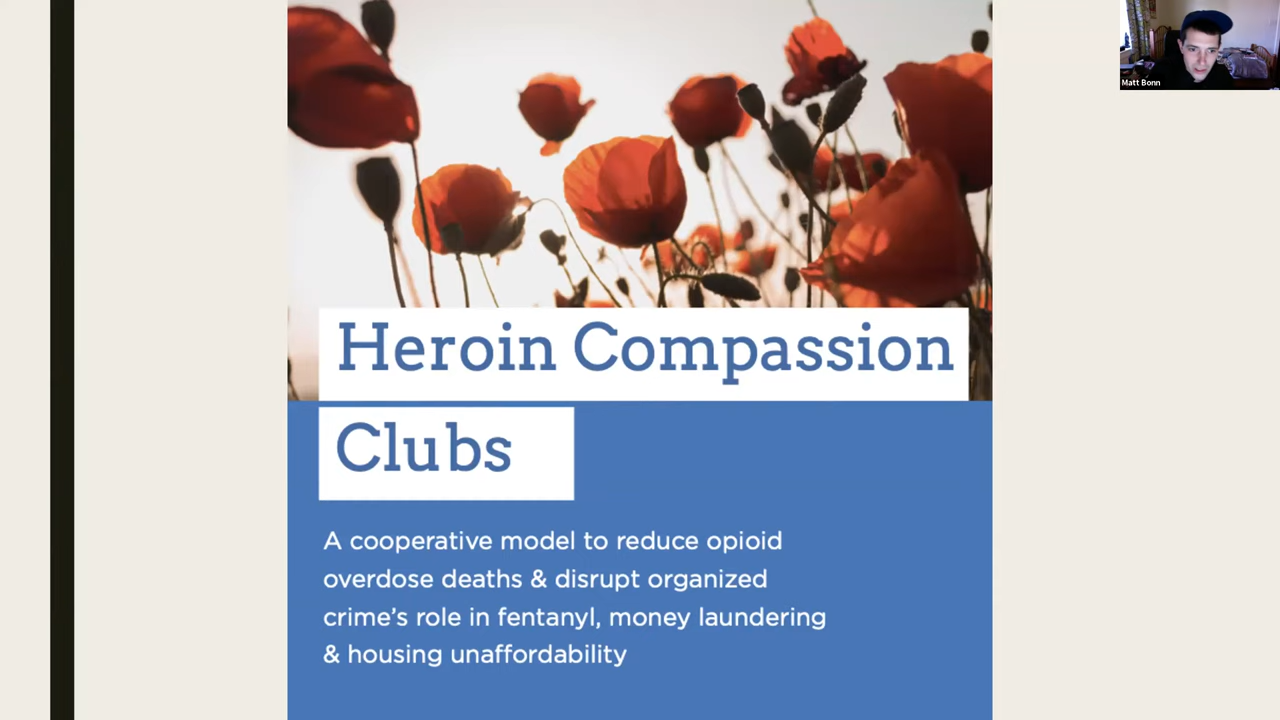 Matt Bonn
Heroin Compassion
Clubs
A cooperative model to reduce opioid
overdose deaths & disrupt organized
crime’s role in fentanyl, money laundering
& housing unaffordability